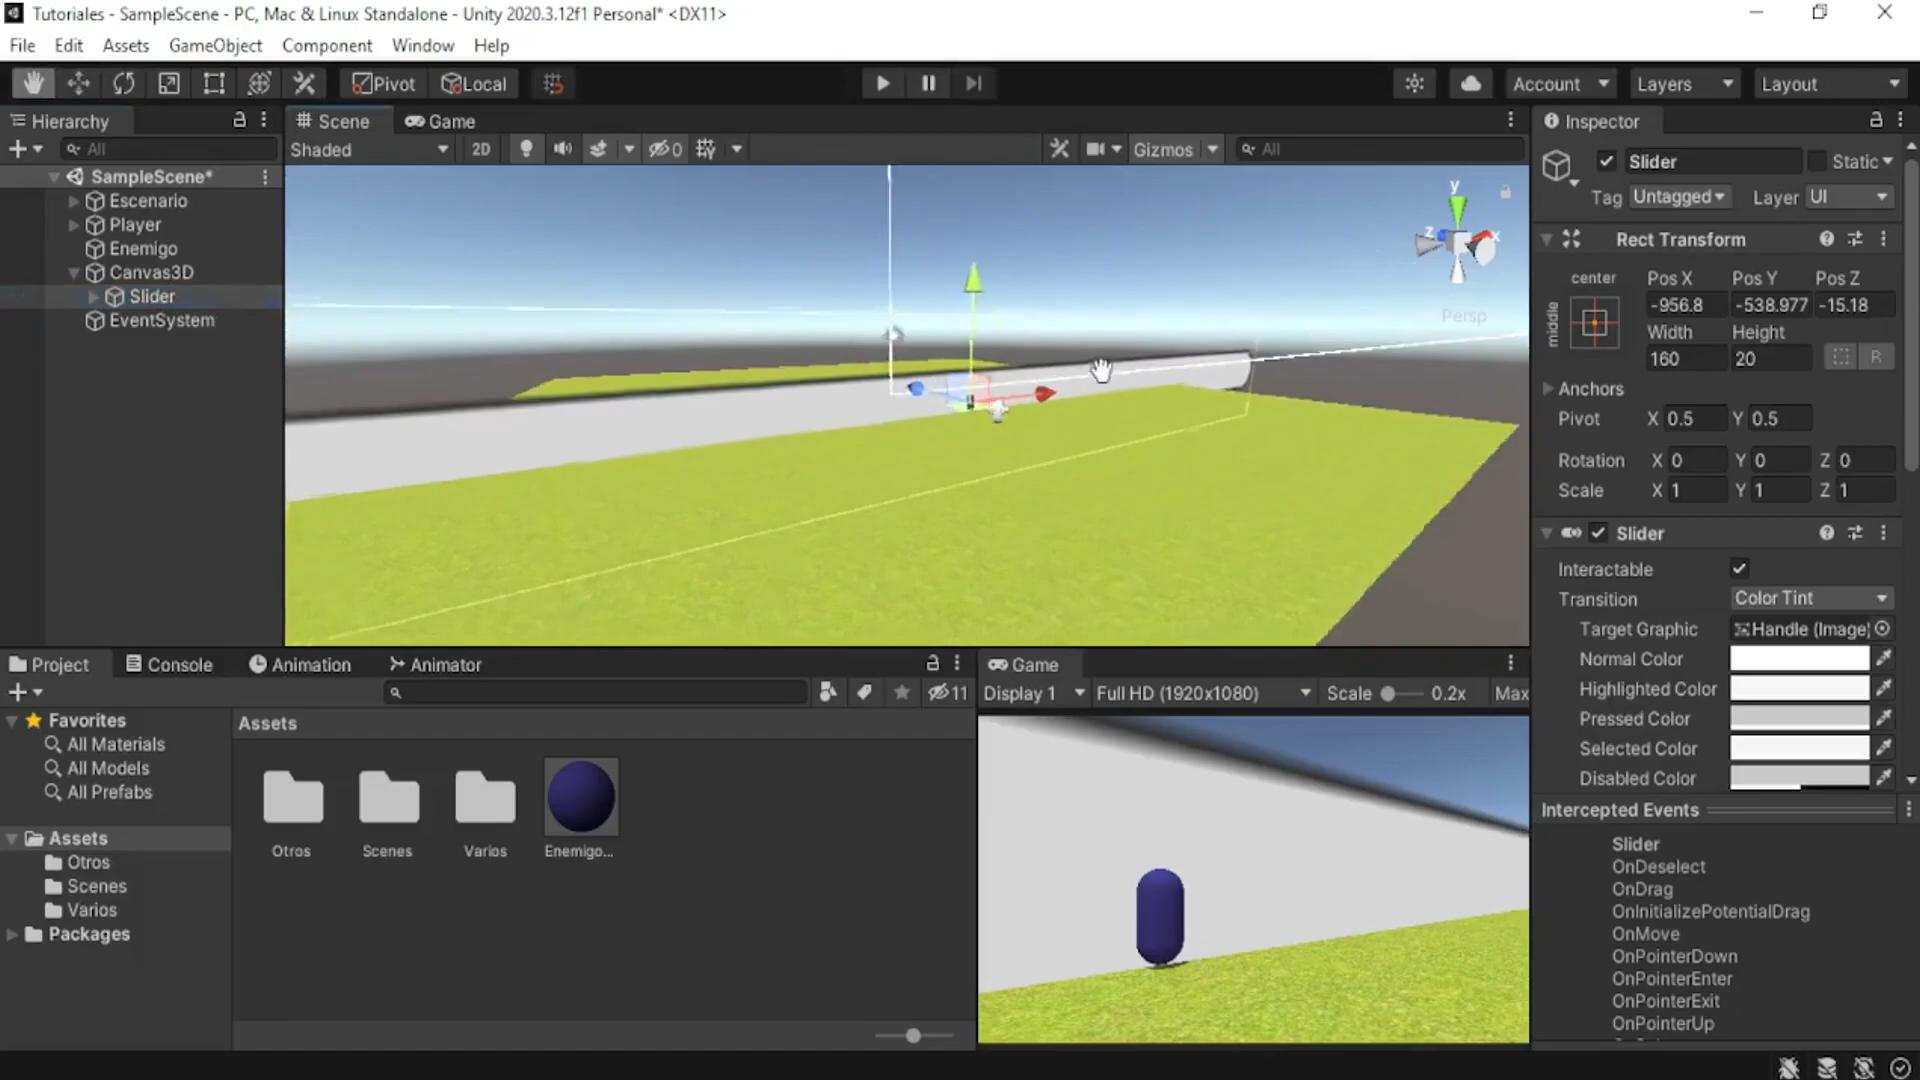 Tutoriales - SampleScene - PC, Mac & Linux Standalone - Unity 2020.3.12f1 Personal* <DX11>
File Edit Assets GameObject Component Window Help
Pivot Local Account Layers Layout
Hierarchy
All
SampleScene*
Escenario
Player
Enemigo
Canvas3D
Slider
EventSystem
Scene Game
Shaded 2D 0 Gizmos All
y
z x
Persp
Inspector
Slider Static
Tag Untagged Layer UI
Rect Transform
center Pos X Pos Y Pos Z
middle -956.8 -538.977 -15.18
Width Height
160 20 R
Anchors
Pivot X 0.5 Y 0.5
Rotation X 0 Y 0 Z 0
Scale X 1 Y 1 Z 1
Slider
Interactable
Transition Color Tint
Target Graphic Handle (Image)
Normal Color
Highlighted Color
Pressed Color
Selected Color
Disabled Color
Intercepted Events
Slider
OnDeselect
OnDrag
OnInitializePotentialDrag
OnMove
OnPointerDown
OnPointerEnter
OnPointerExit
OnPointerUp
Project Console Animation Animator
11
Favorites
All Materials
All Models
All Prefabs
Assets
Otros
Scenes
Varios
Packages
Assets
Otros Scenes Varios Enemigo...
Game
Display 1 Full HD (1920x1080) Scale 0.2x Max